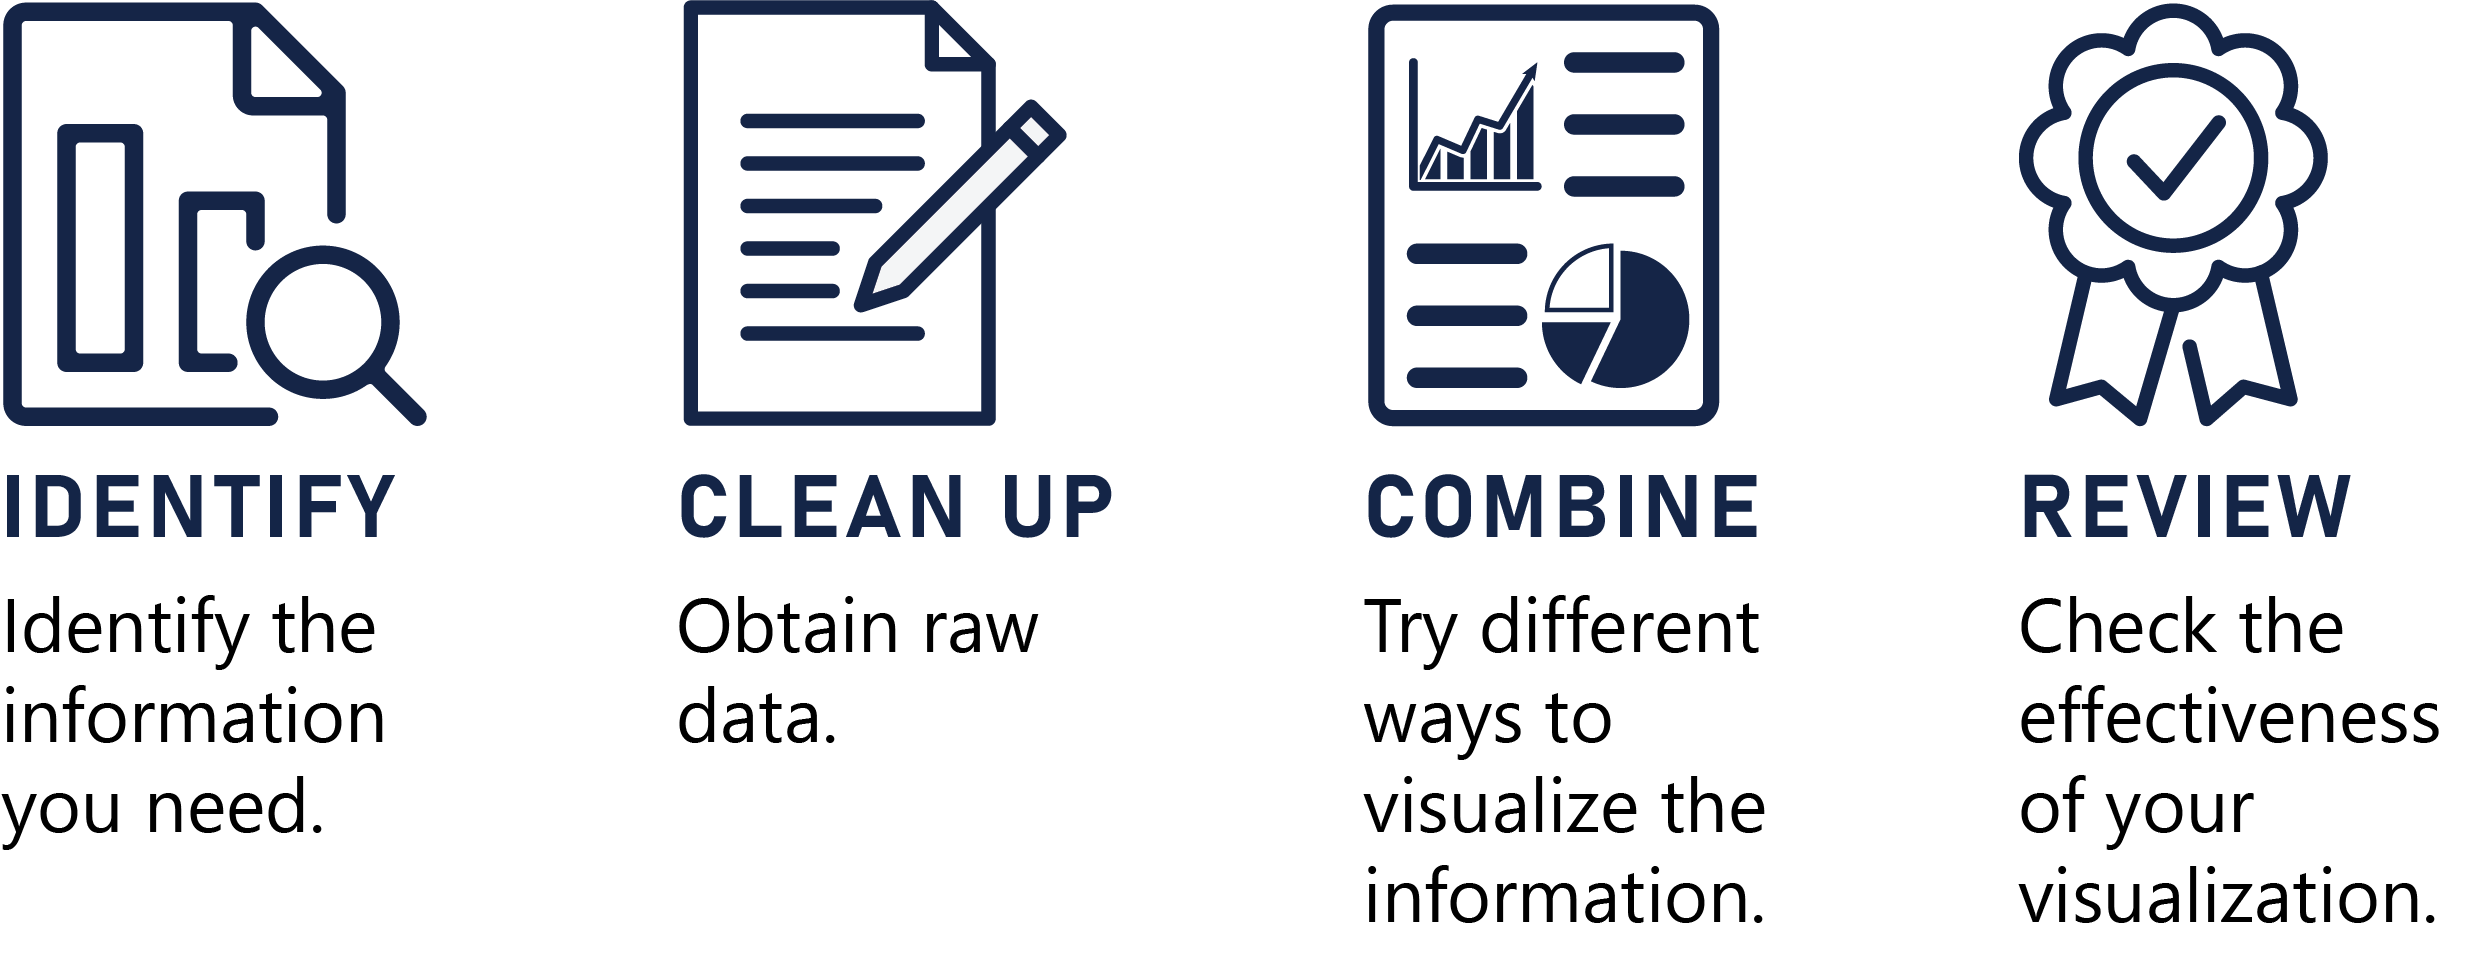 IDENTIFY
Identify the
information
you need.
CLEAN UP
Obtain raw
data.
COMBINE
Try different
ways to
visualize the
information.
REVIEW
Check the
effectiveness
of your
visualization.